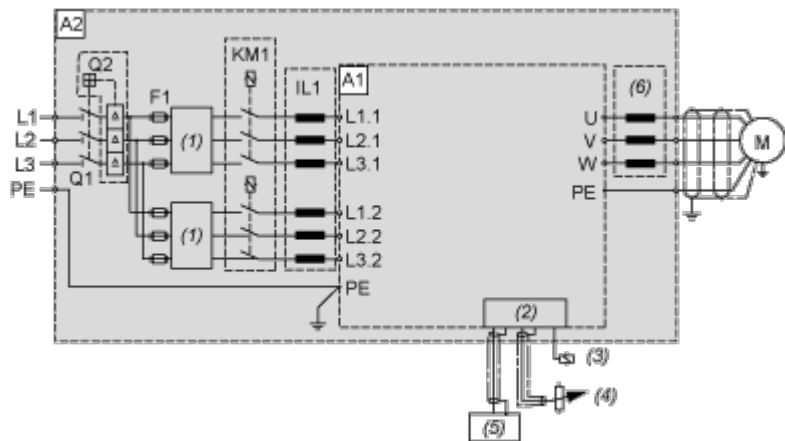 A2
Q2
KM1
F1
IL1
A1
(6)
L1
L2
L3
PE
Q1
(1)
(1)
L1.1
L2.1
L3.1
L1.2
L2.2
L3.2
PE
U
V
W
PE
M
(2)
(3)
(4)
(5)